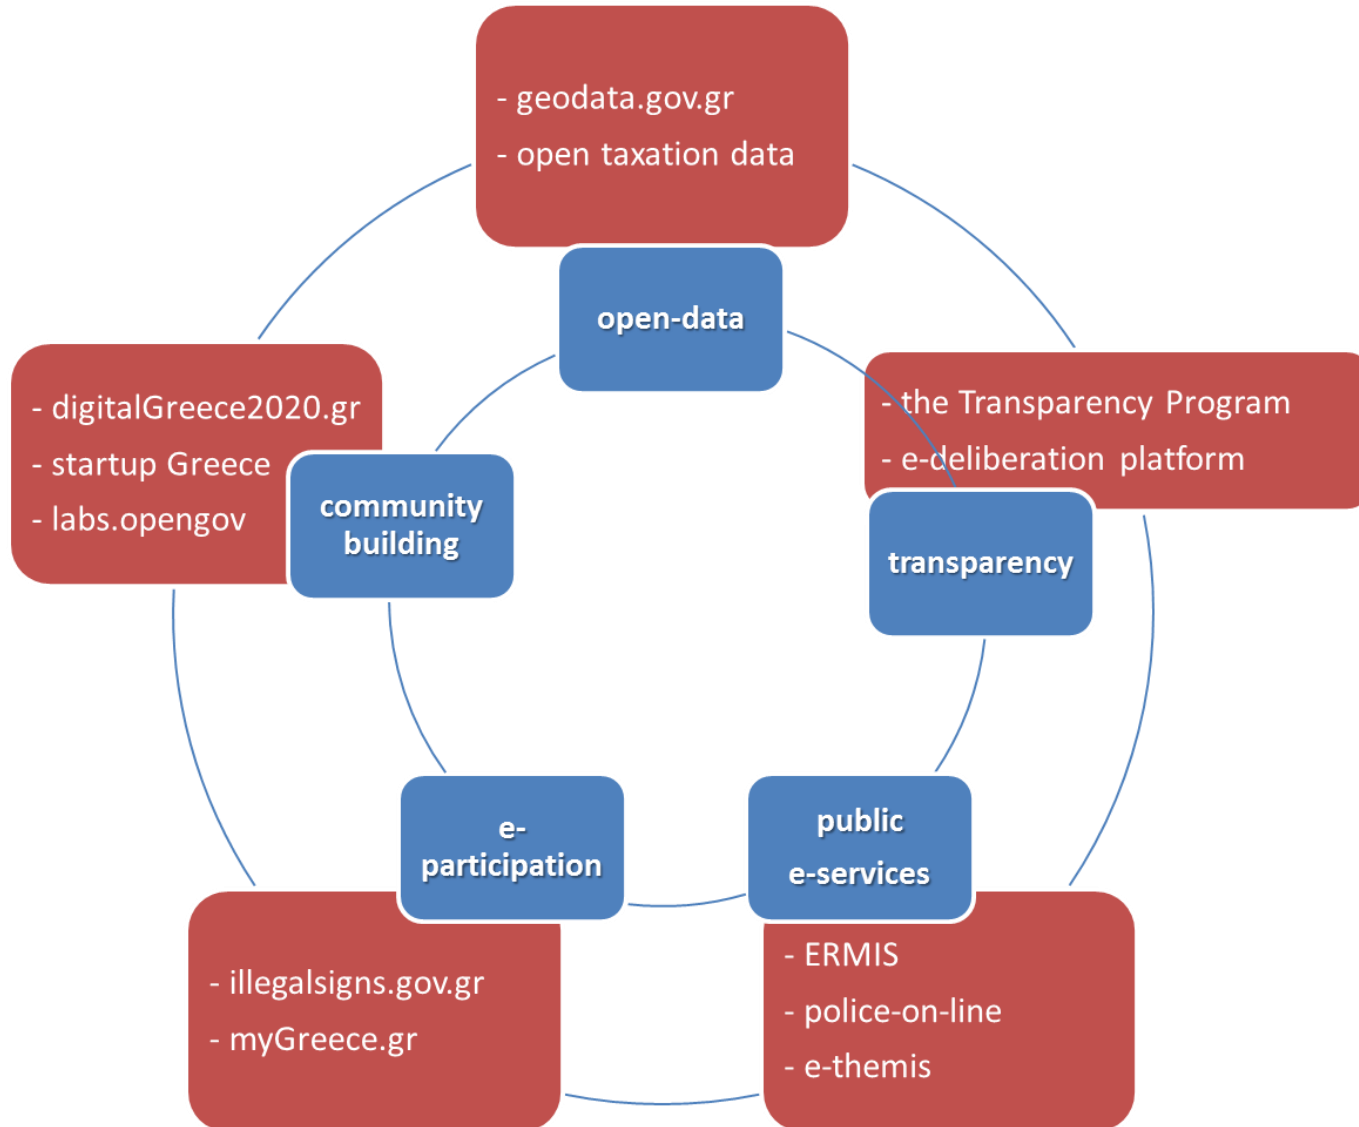 - geodata.gov.gr
- open taxation data
open-data
- the Transparency Program
- e-deliberation platform
transparency
- digitalGreece2020.gr
- startup Greece
- labs.opengov
community
building
e-
participation
- illegalsigns.gov.gr
- myGreece.gr
public
e-services
- ERMIS
- police-on-line
- e-themis